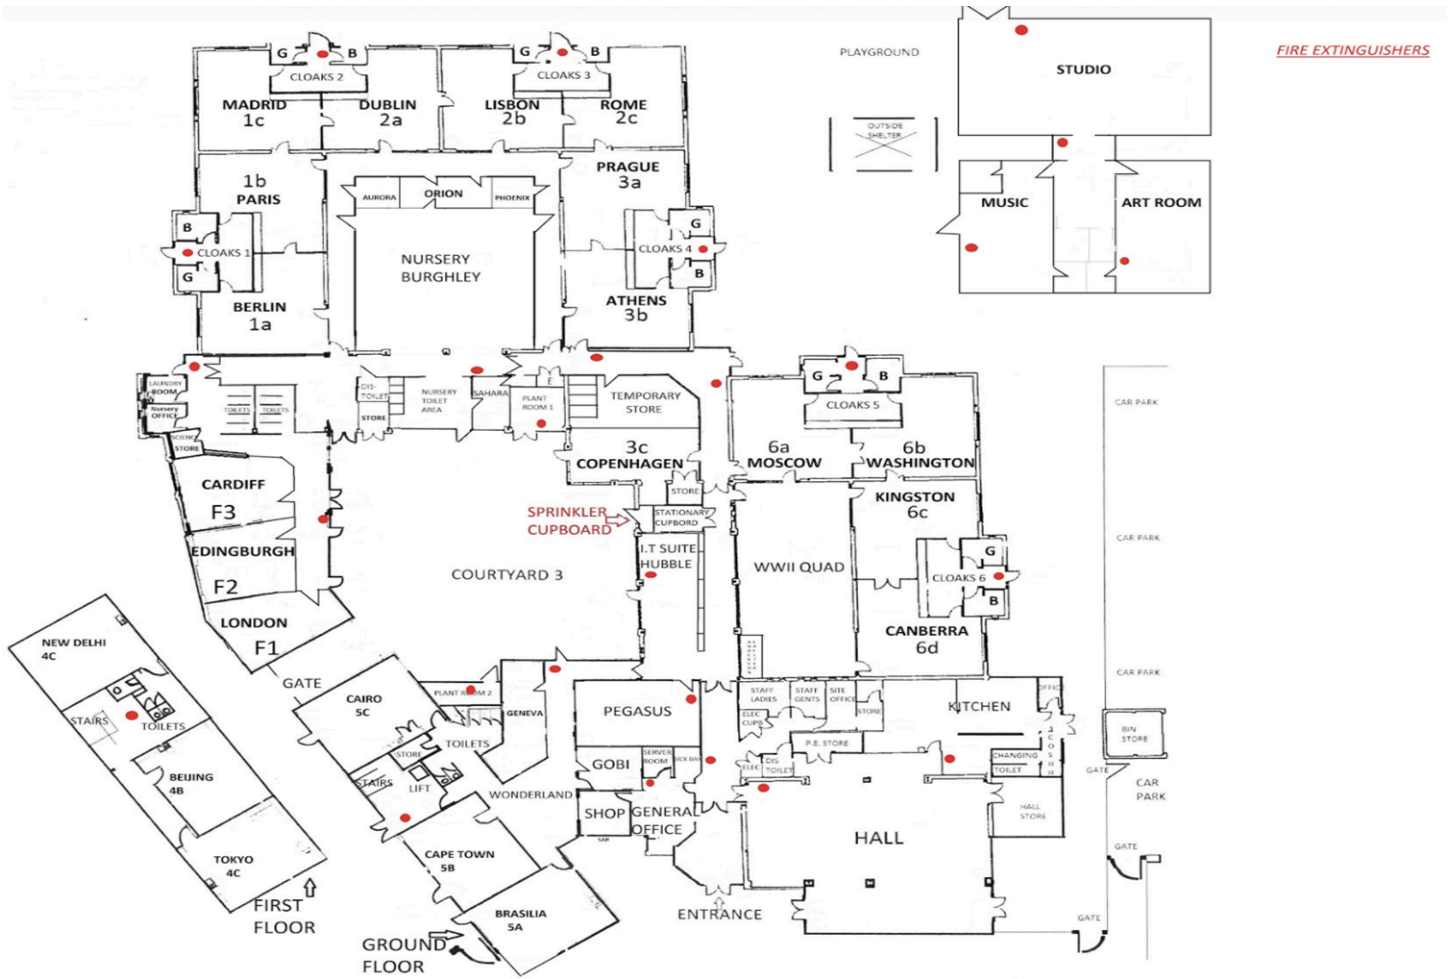 FIRE EXTINGUISHERS
PLAYGROUND
STUDIO
OUTSIDE
SHELTER
MUSIC
ART ROOM
G
B
CLOAKS 2
MADRID
1c
DUBLIN
2a
G
B
CLOAKS 3
LISBON
2b
ROME
2c
1b
PARIS
B
CLOAKS 1
G
BERLIN
1a
AURORA
ORION
PHOENIX
NURSERY
BURGHLEY
PRAGUE
3a
G
CLOAKS 4
B
ATHENS
3b
LAUNDRY
ROOM
Nursery
OFFICE
SCIENCE
STORE
TOILETS
TOILETS
DIS-
TOILET
STORE
NURSERY
TOILET
AREA
SAHARA
E
PLANT
ROOM 1
TEMPORARY
STORE
3c
COPENHAGEN
STORE
STATIONARY
CUPBORD
SPRINKLER
CUPBOARD
I.T SUITE
HUBBLE
G
B
CLOAKS 5
6a
MOSCOW
6b
WASHINGTON
KINGSTON
6c
WWII QUAD
G
CLOAKS 6
B
CANBERRA
6d
CAR PARK
CAR PARK
CAR PARK
CARDIFF
F3
EDINGBURGH
F2
LONDON
F1
COURTYARD 3
GATE
NEW DELHI
4C
STAIRS
TOILETS
BEIJING
4B
TOKYO
4C
FIRST
FLOOR
CAIRO
5C
PLANT ROOM 2
GENEVA
TOILETS
STORE
STAIRS
LIFT
WONDERLAND
CAPE TOWN
5B
BRASILIA
5A
GROUND
FLOOR
PEGASUS
GOBI
SERVER
ROOM
SICK BAY
SHOP
GENERAL
OFFICE
ENTRANCE
STAFF
LADIES
STAFF
GENTS
SITE
OFFICE
STORE
ELEC
CUPB
P.E. STORE
ELEC
DIS
TOILET
KITCHEN
OFFICE
COSHH
CHANGING
TOILET
HALL
STORE
HALL
BIN
STORE
GATE
CAR
PARK
GATE
GATE